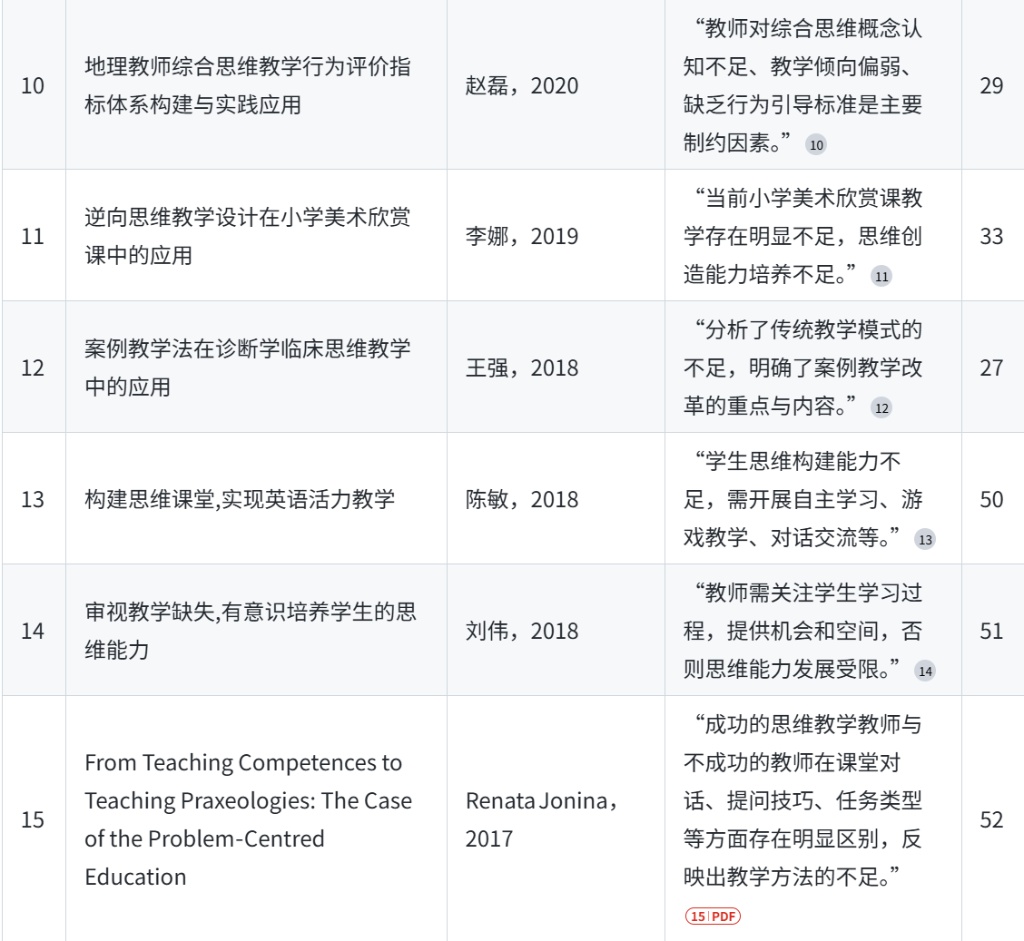 10
地理教师综合思维教学行为评价指
标体系构建与实践应用
赵磊，2020
“教师对综合思维概念认
知不足、教学倾向偏弱、
缺乏行为引导标准是主要
制约因素。” 10
29
11
逆向思维教学设计在小学美术欣赏
课中的应用
李娜，2019
“当前小学美术欣赏课教
学存在明显不足，思维创
造能力培养不足。” 11
33
12
案例教学法在诊断学临床思维教学
中的应用
王强，2018
“分析了传统教学模式的
不足，明确了案例教学改
革的重点与内容。” 12
27
13
构建思维课堂,实现英语活力教学
陈敏，2018
“学生思维构建能力不
足，需开展自主学习、游
戏教学、对话交流等。” 13
50
14
审视教学缺失,有意识培养学生的思
维能力
刘伟，2018
“教师需关注学生学习过
程，提供机会和空间，否
则思维能力发展受限。” 14
51
15
From Teaching Competences to
Teaching Praxeologies: The Case
of the Problem-Centred
Education
Renata Jonina，
2017
“成功的思维教学教师与
不成功的教师在课堂对
话、提问技巧、任务类型
等方面存在明显区别，反
映出教学方法的不足。”
15 | PDF
52